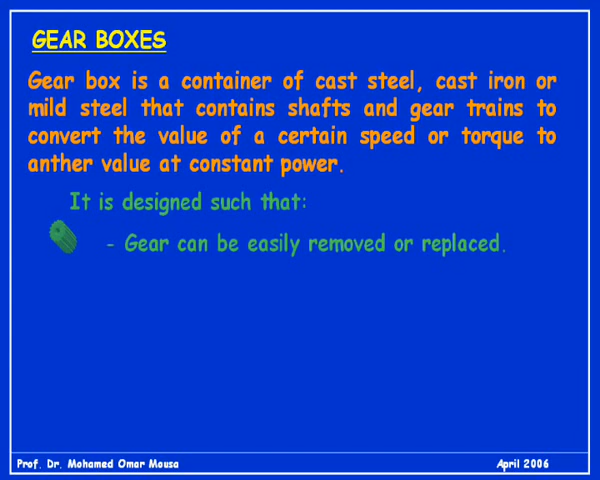 GEAR BOXES
Gear box is a container of cast steel, cast iron or
mild steel that contains shafts and gear trains to
convert the value of a certain speed or torque to
anther value at constant power.
It is designed such that:
- Gear can be easily removed or replaced.
Prof. Dr. Mohamed Omar Mousa
April 2006